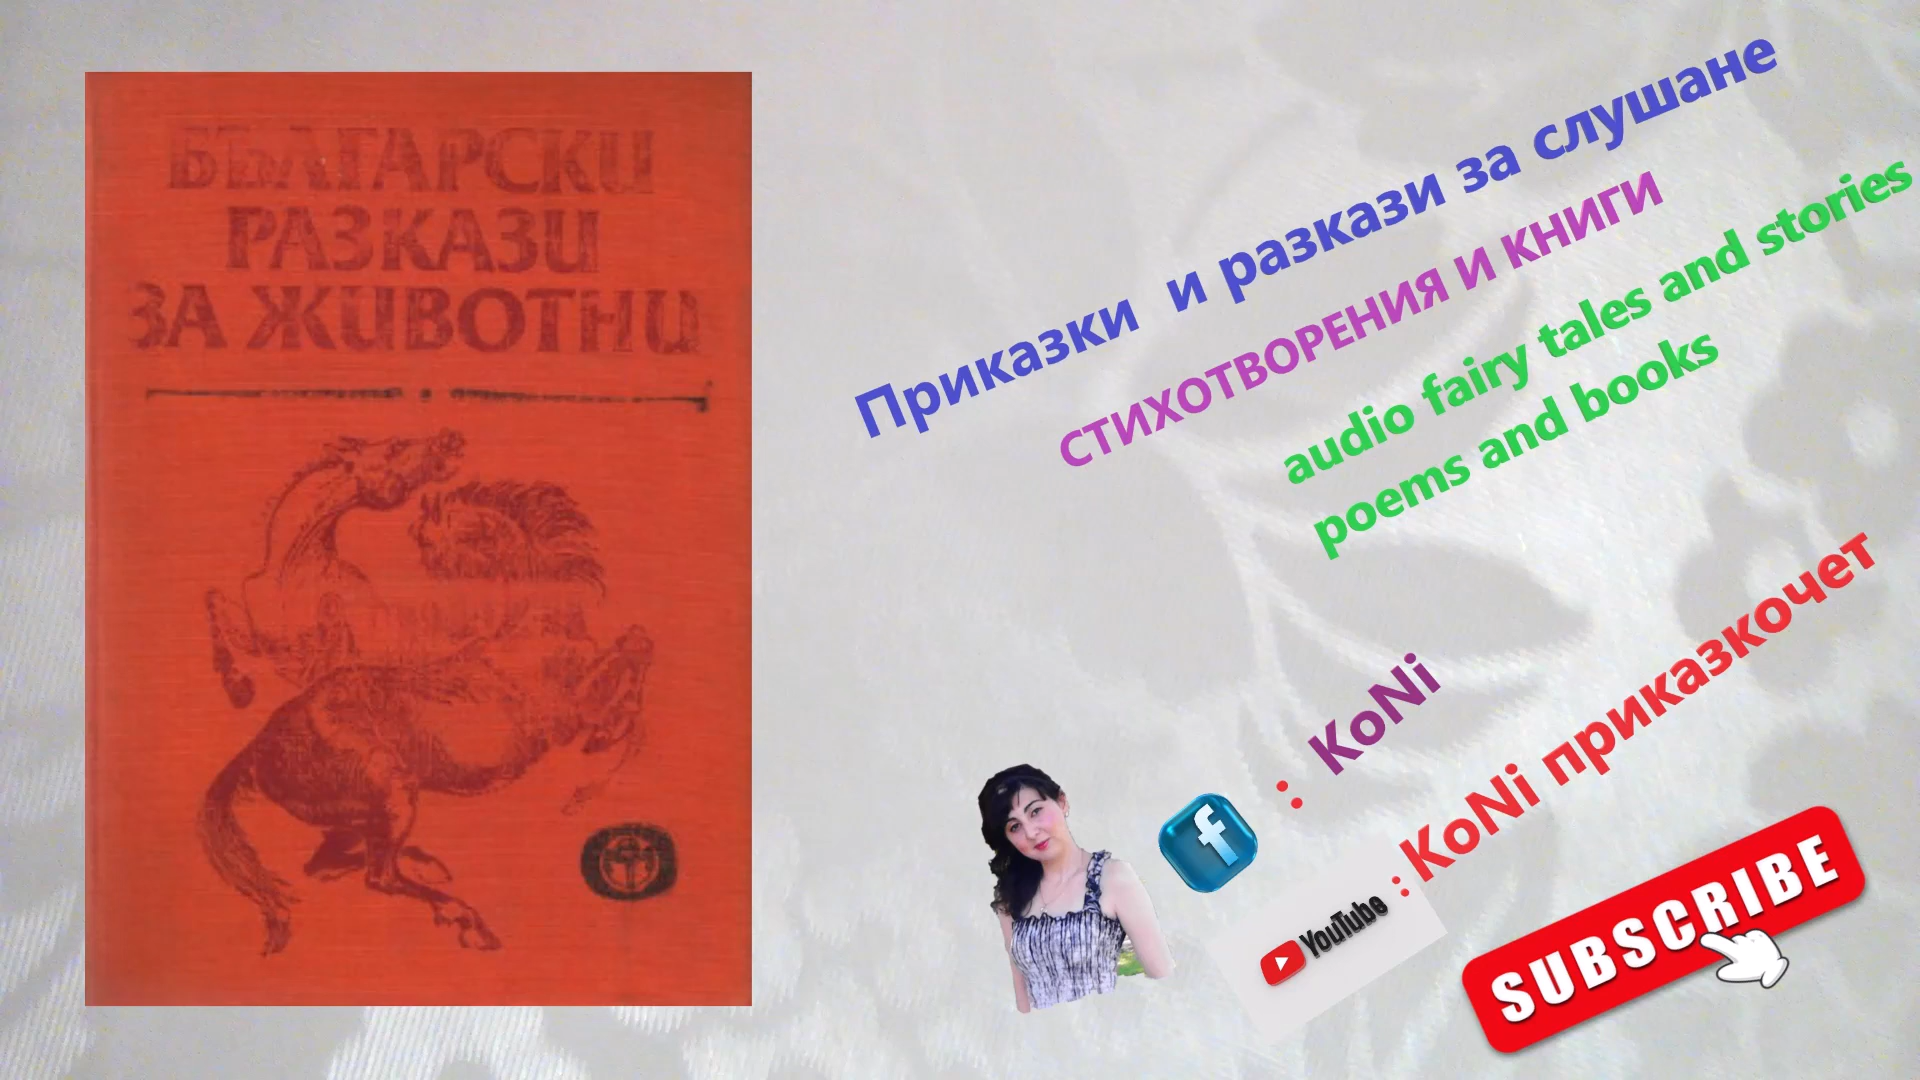 БЪЛГАРСКИ
РАЗКАЗИ
ЗА ЖИВОТНИ
Приказки и разкази за слушане
СТИХОТВОРЕНИЯ И КНИГИ
audio fairy tales and stories
poems and books
f : KoNi
YouTube : KoNi приказкочет
SUBSCRIBE